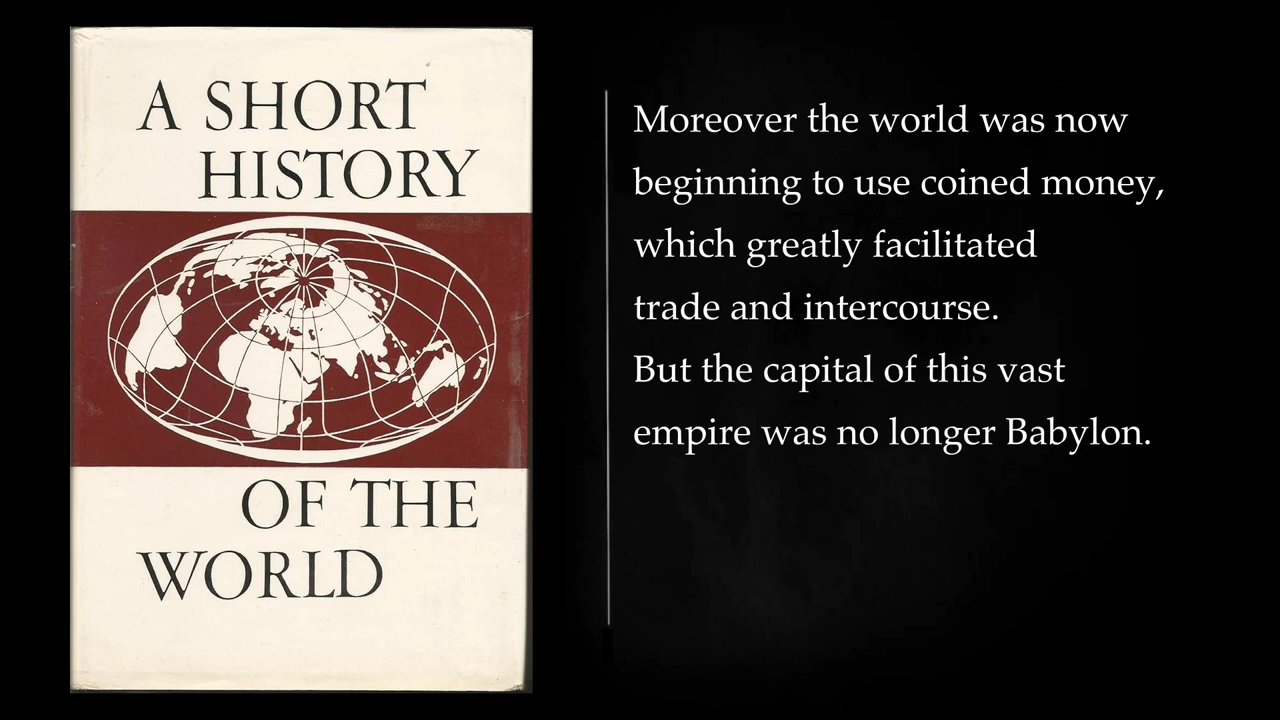 A SHORT
HISTORY
OF THE
WORLD
Moreover the world was now
beginning to use coined money,
which greatly facilitated
trade and intercourse.
But the capital of this vast
empire was no longer Babylon.